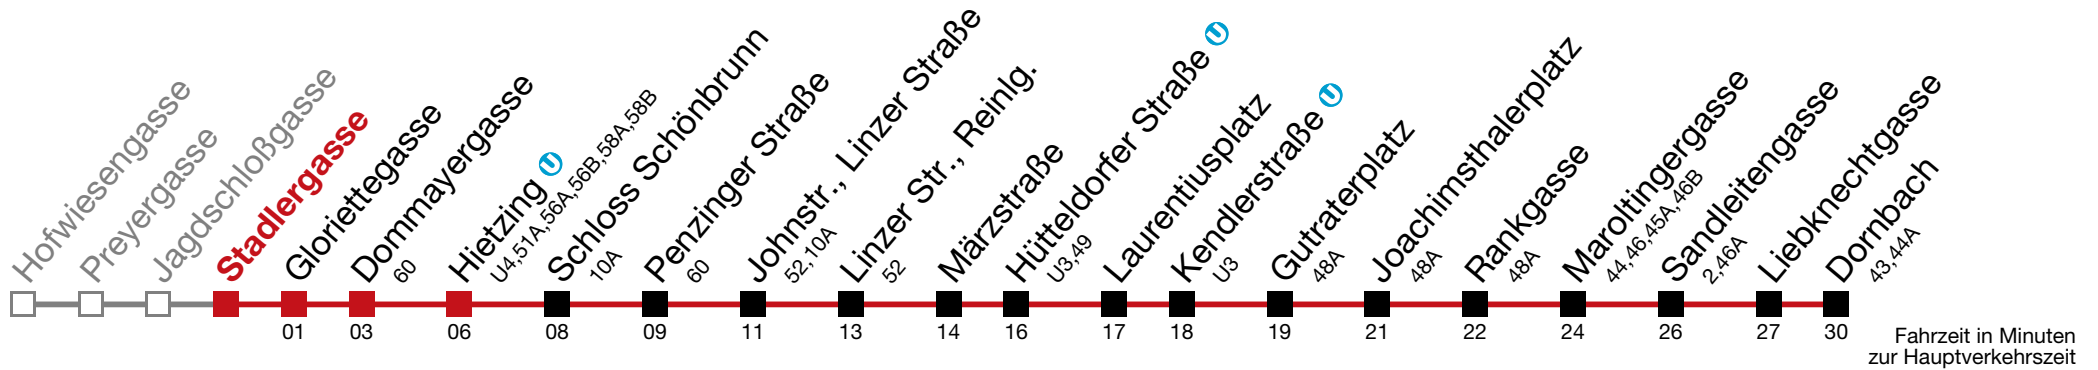 Hofwiesengasse
Preyergasse
Jagdschloßgasse
Stadlergasse
Gloriettegasse
Dommayergasse
60
Hietzing U
U4,51A,56A,56B,58A,58B
Schloss Schönbrunn
10A
Penzinger Straße
60
Johnstr., Linzer Straße
52,10A
Linzer Str., Reinlg.
52
Märzstraße
Hütteldorfer Straße U
U3,49
Laurentiusplatz
Kendlerstraße U
U3
Gutraterplatz
48A
Joachimsthalerplatz
48A
Rankgasse
48A
Maroltingergasse
44,46,45A,46B
Sandleitengasse
2,46A
Liebknechtgasse
Dornbach
43,44A
01 03 06 08 09 11 13 14 16 17 18 19 21 22 24 26 27 30
Fahrzeit in Minuten
zur Hauptverkehrszeit